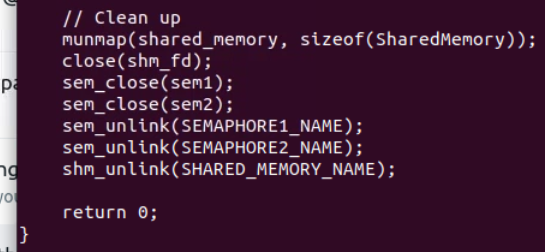 // Clean up
munmap(shared_memory, sizeof(SharedMemory));
close(shm_fd);
sem_close(sem1);
sem_close(sem2);
sem_unlink(SEMAPHORE1_NAME);
sem_unlink(SEMAPHORE2_NAME);
shm_unlink(SHARED_MEMORY_NAME);
return 0;
}